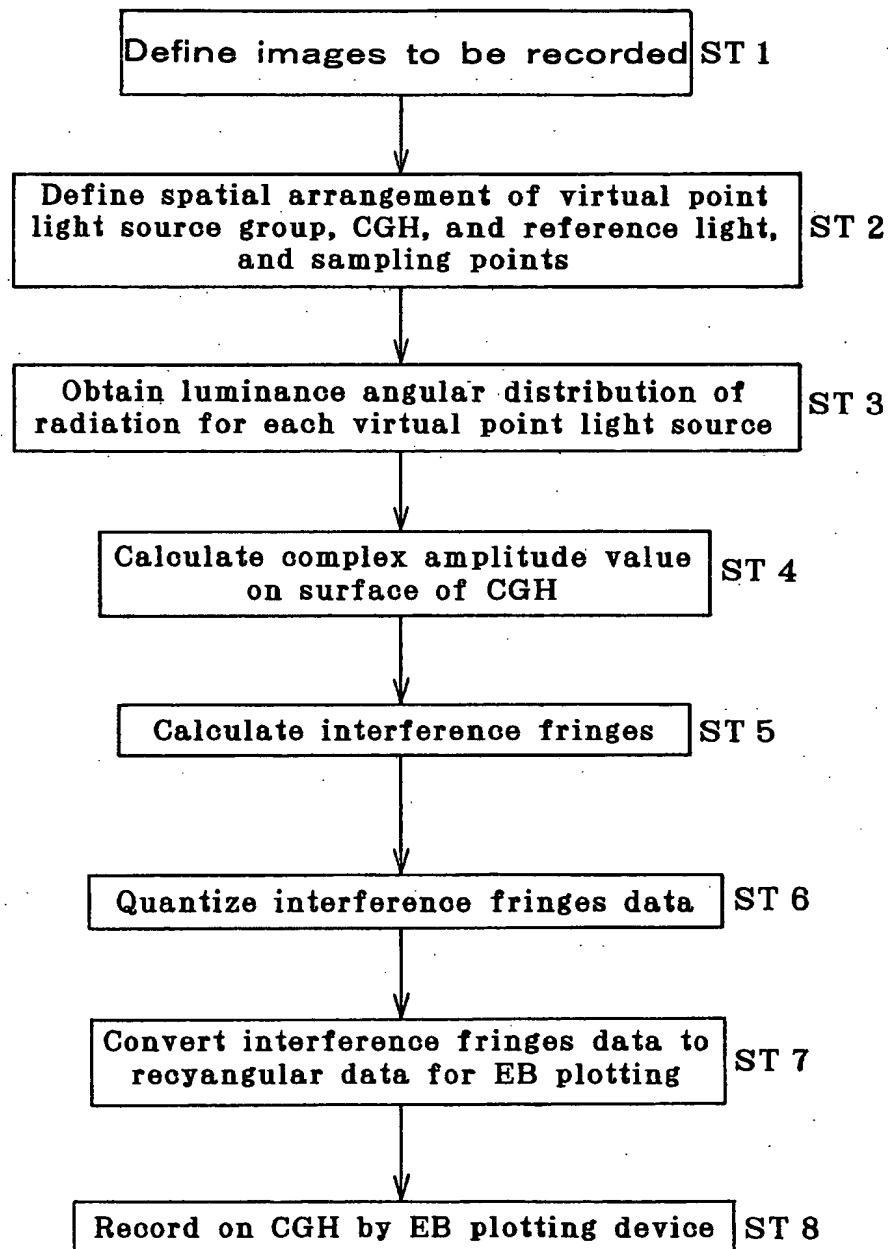 Define images to be recorded ST 1
Define spatial arrangement of virtual point
light source group, CGH, and reference light,
and sampling points
ST 2
Obtain luminance angular distribution of
radiation for each virtual point light source
ST 3
Calculate complex amplitude value
on surface of CGH
ST 4
Calculate interference fringes ST 5
Quantize interference fringes data ST 6
Convert interference fringes data to
recyangular data for EB plotting
ST 7
Record on CGH by EB plotting device ST 8